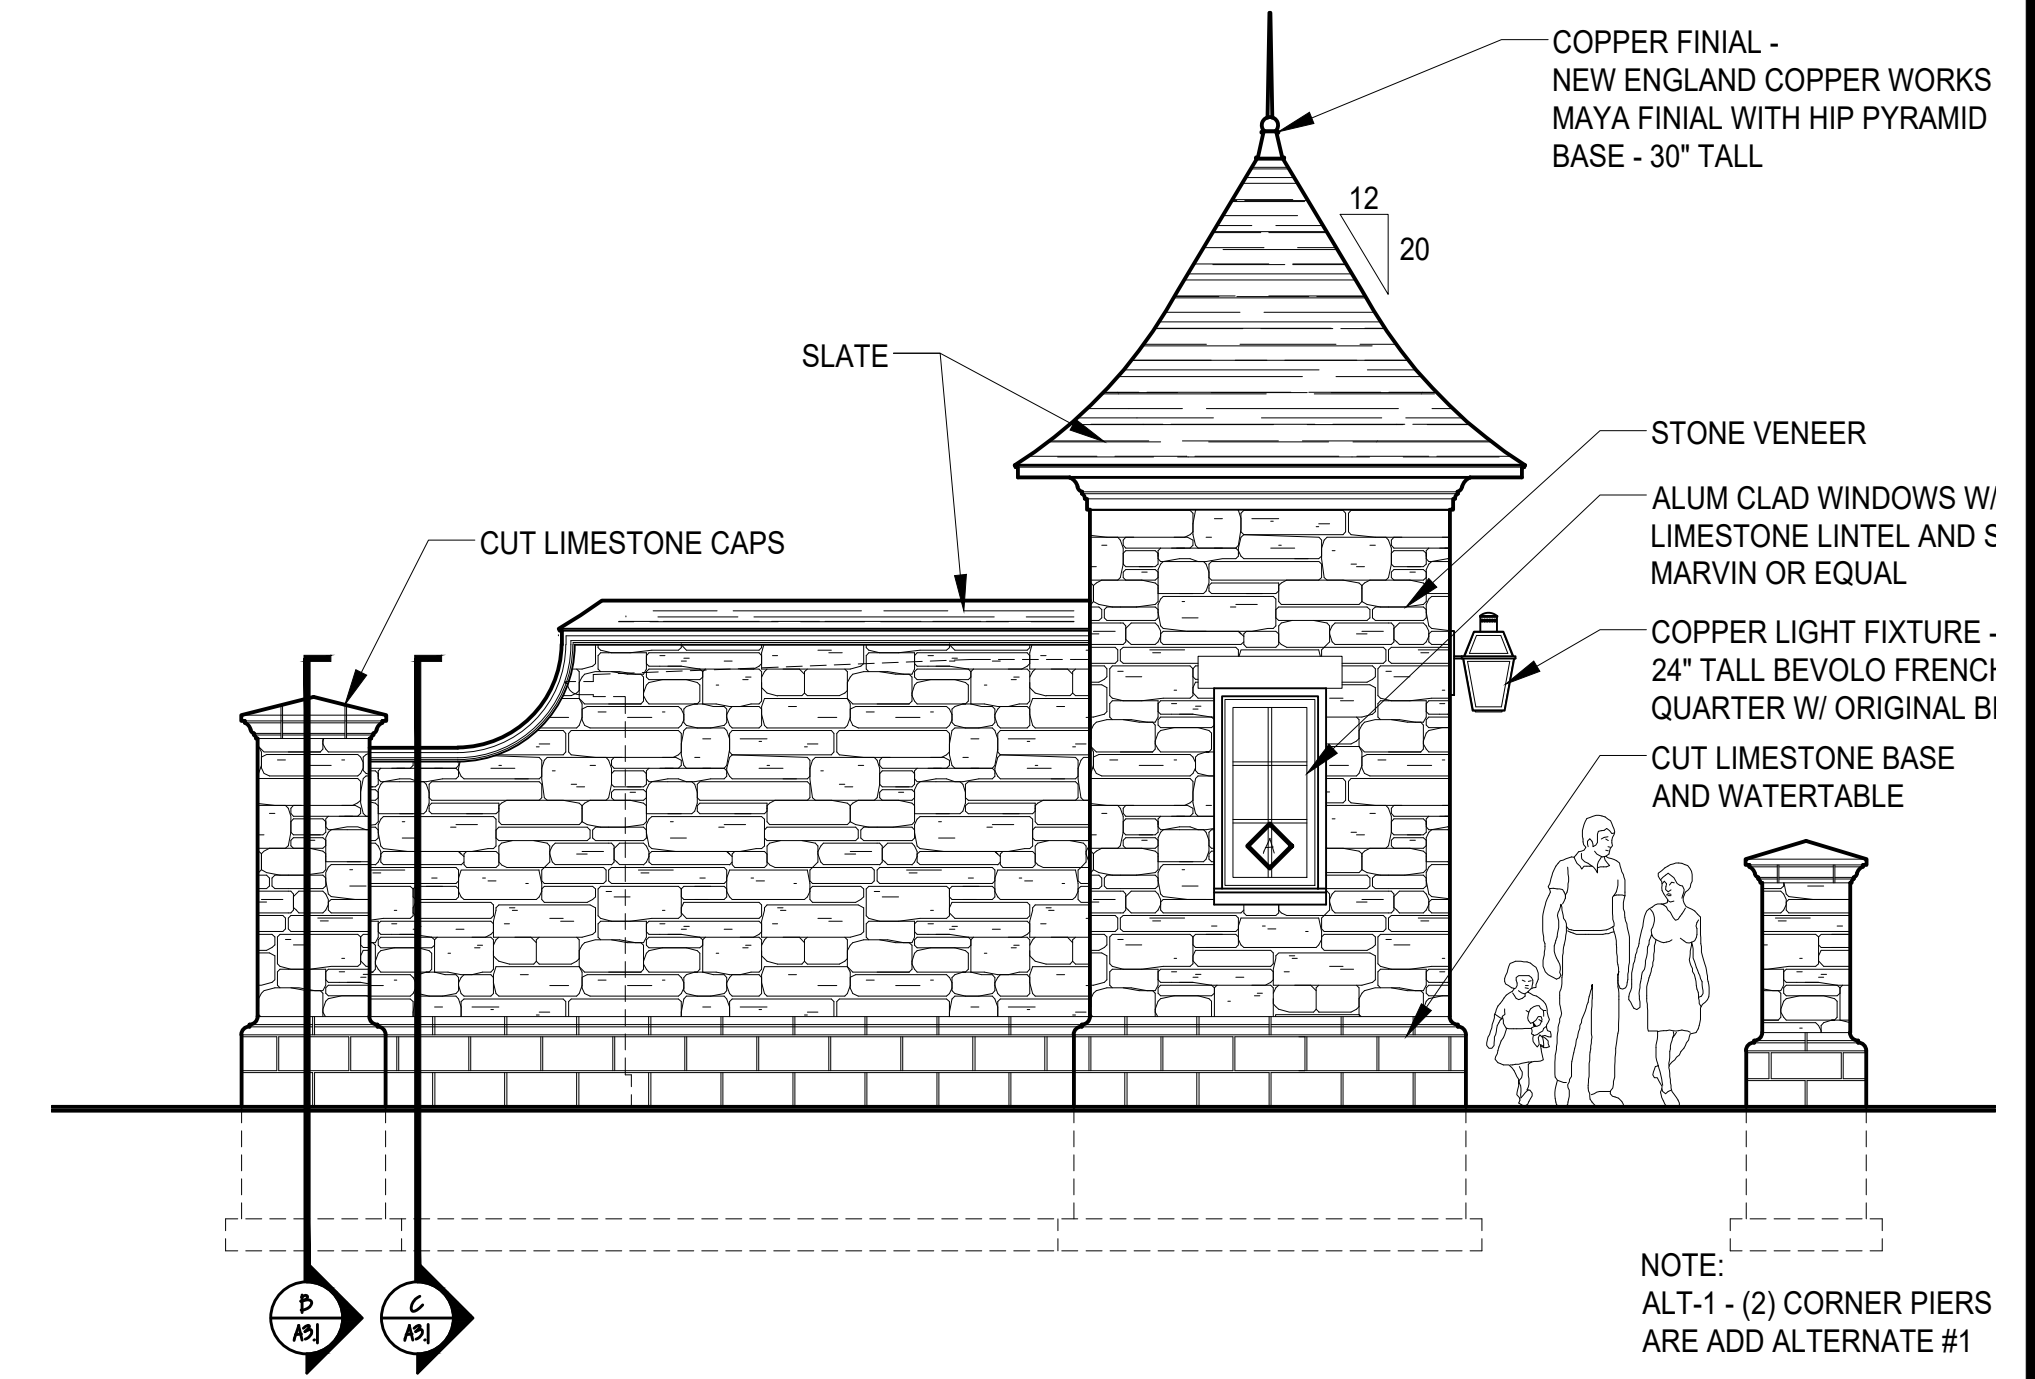 COPPER FINIAL -
NEW ENGLAND COPPER WORKS
MAYA FINIAL WITH HIP PYRAMID
BASE - 30" TALL
12
20
SLATE
STONE VENEER
ALUM CLAD WINDOWS W/
LIMESTONE LINTEL AND
MARVIN OR EQUAL
CUT LIMESTONE CAPS
COPPER LIGHT FIXTURE -
24" TALL BEVOLO FRENCH
QUARTER W/ ORIGINAL
CUT LIMESTONE BASE
AND WATERTABLE
A
NOTE:
ALT-1 - (2) CORNER PIERS
ARE ADD ALTERNATE #1
B
A3.1
C
A3.1